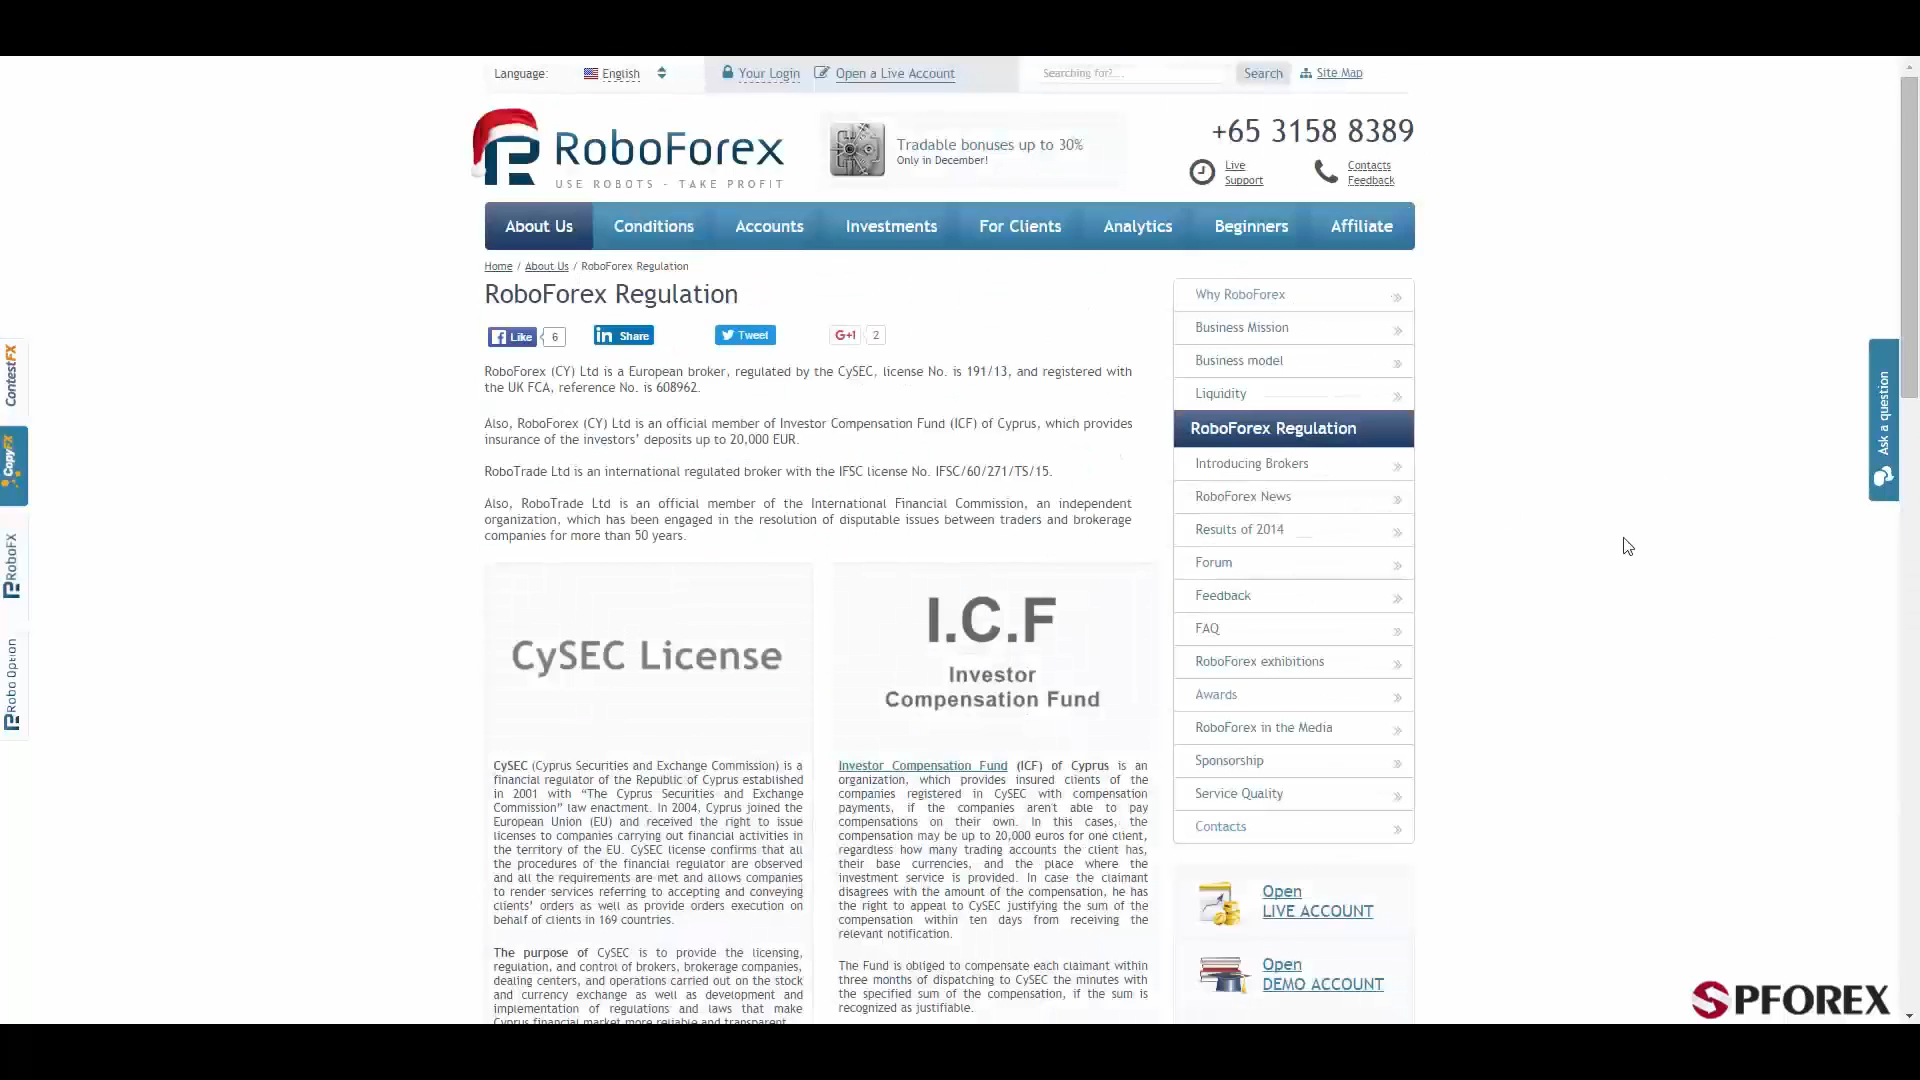 Language: English Your Login Open a Live Account Searching for?... Search Site Map
RoboForex
USE ROBOTS - TAKE PROFIT
Tradable bonuses up to 30%
Only in December!
+65 3158 8389
Live
Support
Contacts
Feedback
About Us Conditions Accounts Investments For Clients Analytics Beginners Affiliate
Home / About Us / RoboForex Regulation
RoboForex Regulation
Like 6 Share Tweet G+1 2
RoboForex (CY) Ltd is a European broker, regulated by the CySEC, license No. is 191/13, and registered with
the UK FCA, reference No. is 608962.
Also, RoboForex (CY) Ltd is an official member of Investor Compensation Fund (ICF) of Cyprus, which provides
insurance of the investors' deposits up to 20,000 EUR.
RoboTrade Ltd is an international regulated broker with the IFSC license No. IFSC/60/271/TS/15.
Also, RoboTrade Ltd is an official member of the International Financial Commission, an independent
organization, which has been engaged in the resolution of disputable issues between traders and brokerage
companies for more than 50 years.
CySEC License
CySEC (Cyprus Securities and Exchange Commission) is a
financial regulator of the Republic of Cyprus established
in 2001 with “The Cyprus Securities and Exchange
Commission” law enactment. In 2004, Cyprus joined the
European Union (EU) and received the right to issue
licenses to companies carrying out financial activities in
the territory of the EU. CySEC license confirms that all
the procedures of the financial regulator are observed
and all the requirements are met and allows companies
to render services referring to accepting and conveying
clients’ orders as well as provide orders execution on
behalf of clients in 169 countries.
The purpose of CySEC is to provide the licensing,
regulation, and control of brokers, brokerage companies,
dealing centers, and operations carried out on the stock
and currency exchange as well as development and
implementation of regulations and laws that make
Cyprus financial market more reliable and transparent.
I.C.F
Investor
Compensation Fund
Investor Compensation Fund (ICF) of Cyprus is an
organization, which provides insured clients of the
companies registered in CySEC with compensation
payments, if the companies aren't able to pay
compensations on their own. In this cases, the
compensation may be up to 20,000 euros for one client,
regardless how many trading accounts the client has,
their base currencies, and the place where the
investment service is provided. In case the claimant
disagrees with the amount of the compensation, he has
the right to appeal to CySEC justifying the sum of the
compensation within ten days from receiving the
relevant notification.
The Fund is obliged to compensate each claimant within
three months of dispatching to CySEC the minutes with
the specified sum of the compensation, if the sum is
recognized as justifiable.
Why RoboForex
Business Mission
Business model
Liquidity
RoboForex Regulation
Introducing Brokers
RoboForex News
Results of 2014
Forum
Feedback
FAQ
RoboForex exhibitions
Awards
RoboForex in the Media
Sponsorship
Service Quality
Contacts
Open
LIVE ACCOUNT
Open
DEMO ACCOUNT
ContestFX
CopyFX
RoboFX
Robo Option
Ask a question
SPFOREX